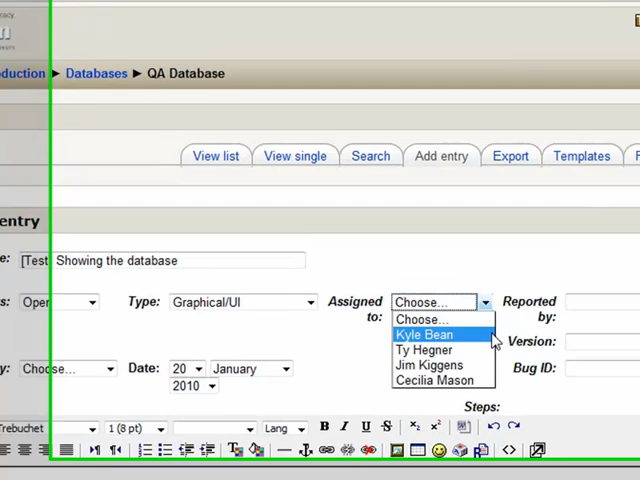 acy.
n
oduction ► Databases ► QA Database
View list View single Search Add entry Export Templates F
entry
e: [Test Showing the database
s: Open Type: Graphical/UI Assigned to: Choose... Reported by:
Choose...
Kyle Bean
Ty Hegner
Jim Kiggens
Cecilia Mason
Version:
y: Choose... Date: 20 January
2010
Bug ID:
Steps:
Trebuchet 1 (8 pt) Lang B I U S